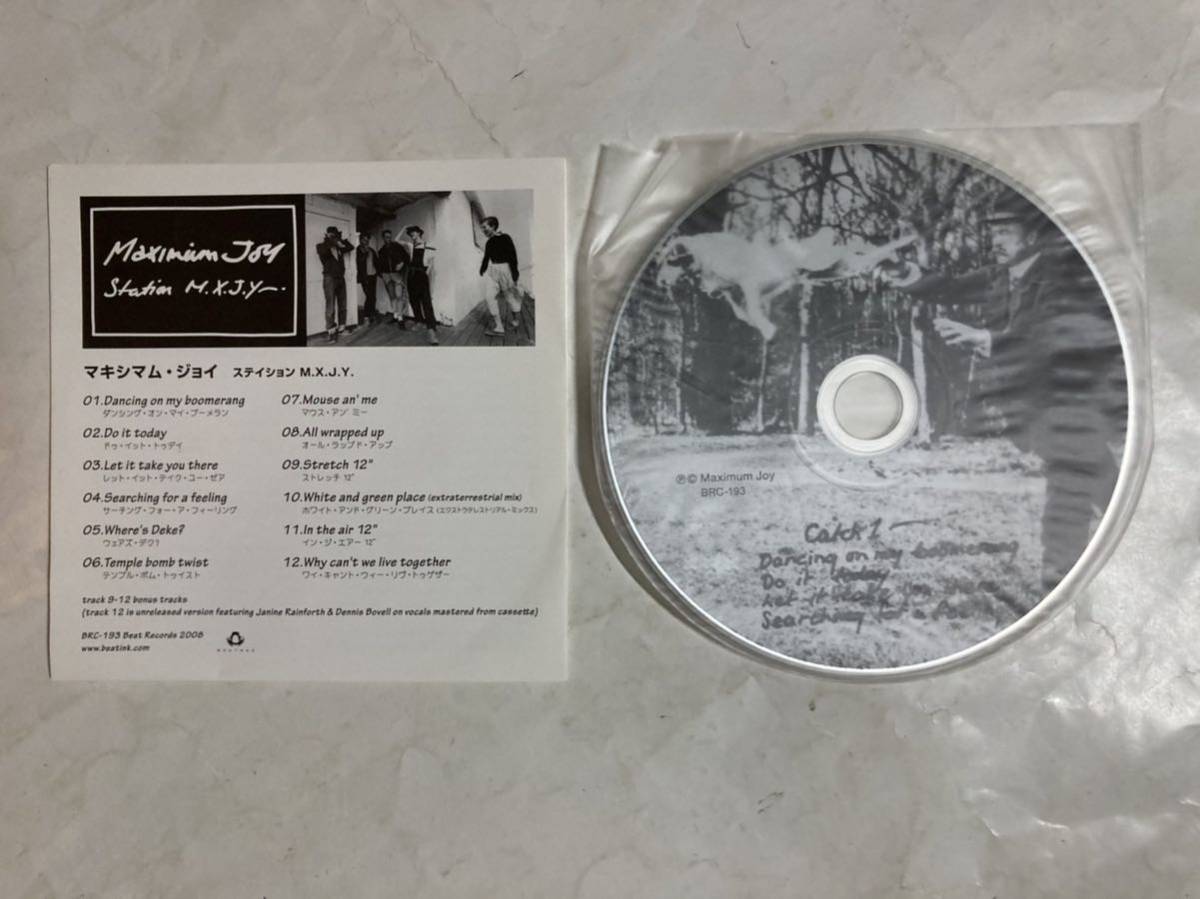 Maximum Joy
Station M.X.J.Y
マキシマム・ジョイ ステイション M.X.J.Y.
01.Dancing on my boomerang
ダンシング・オン・マイ・ブーメラン
02.Do it today
ドゥ・イット・トゥデイ
03.Let it take you there
レット・イット・テイク・ユー・ゼア
04.Searching for a feeling
サーチング・フォー・ア・フィーリング
05.Where's Deke?
ウェアズ・デク?
06.Temple bomb twist
テンプル・ボム・トゥイスト
07.Mouse an' me
マウス・アン' ミー
08.All wrapped up
オール・ラップド・アップ
09.Stretch 12"
ストレッチ 12"
10.White and green place (extraterrestrial mix)
ホワイト・アンド・グリーン・プレイス (エクストラテレストリアル・ミックス)
11.In the air 12"
イン・ジ・エアー 12"
12.Why can't we live together
ワイ・キャント・ウィー・リヴ・トゥゲザー
track 9-12 bonus tracks
(track 12 is unreleased version featuring Janine Rainforth & Dennis Bovell on vocals mastered from cassette)
BRC-193 Beat Records 2008
www.beatink.com
BEATINK
℗© Maximum Joy
BRC-193
Catch 1
Dancing on my boomerang
Do it today
Let it take you there
Searching for a feeling